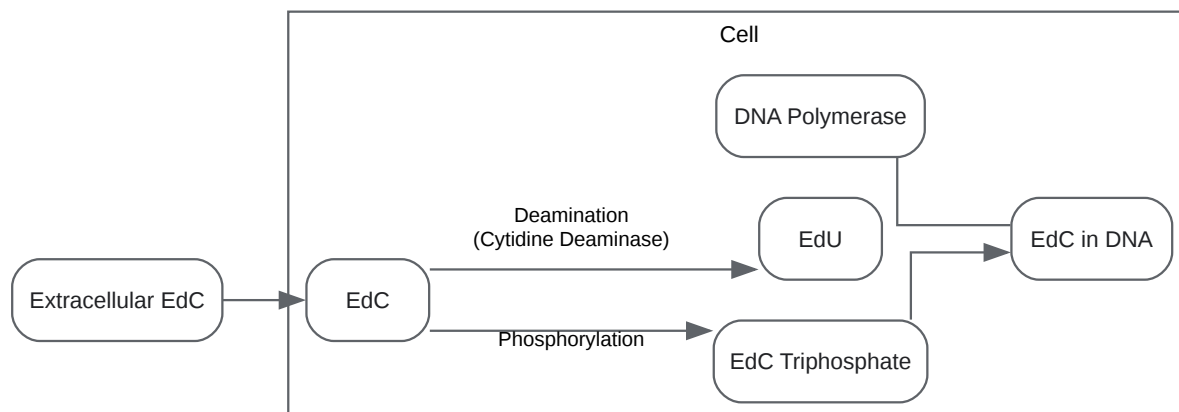 Cell
DNA Polymerase
Deamination
(Cytidine Deaminase)
EdU
EdC in DNA
Extracellular EdC
EdC
Phosphorylation
EdC Triphosphate